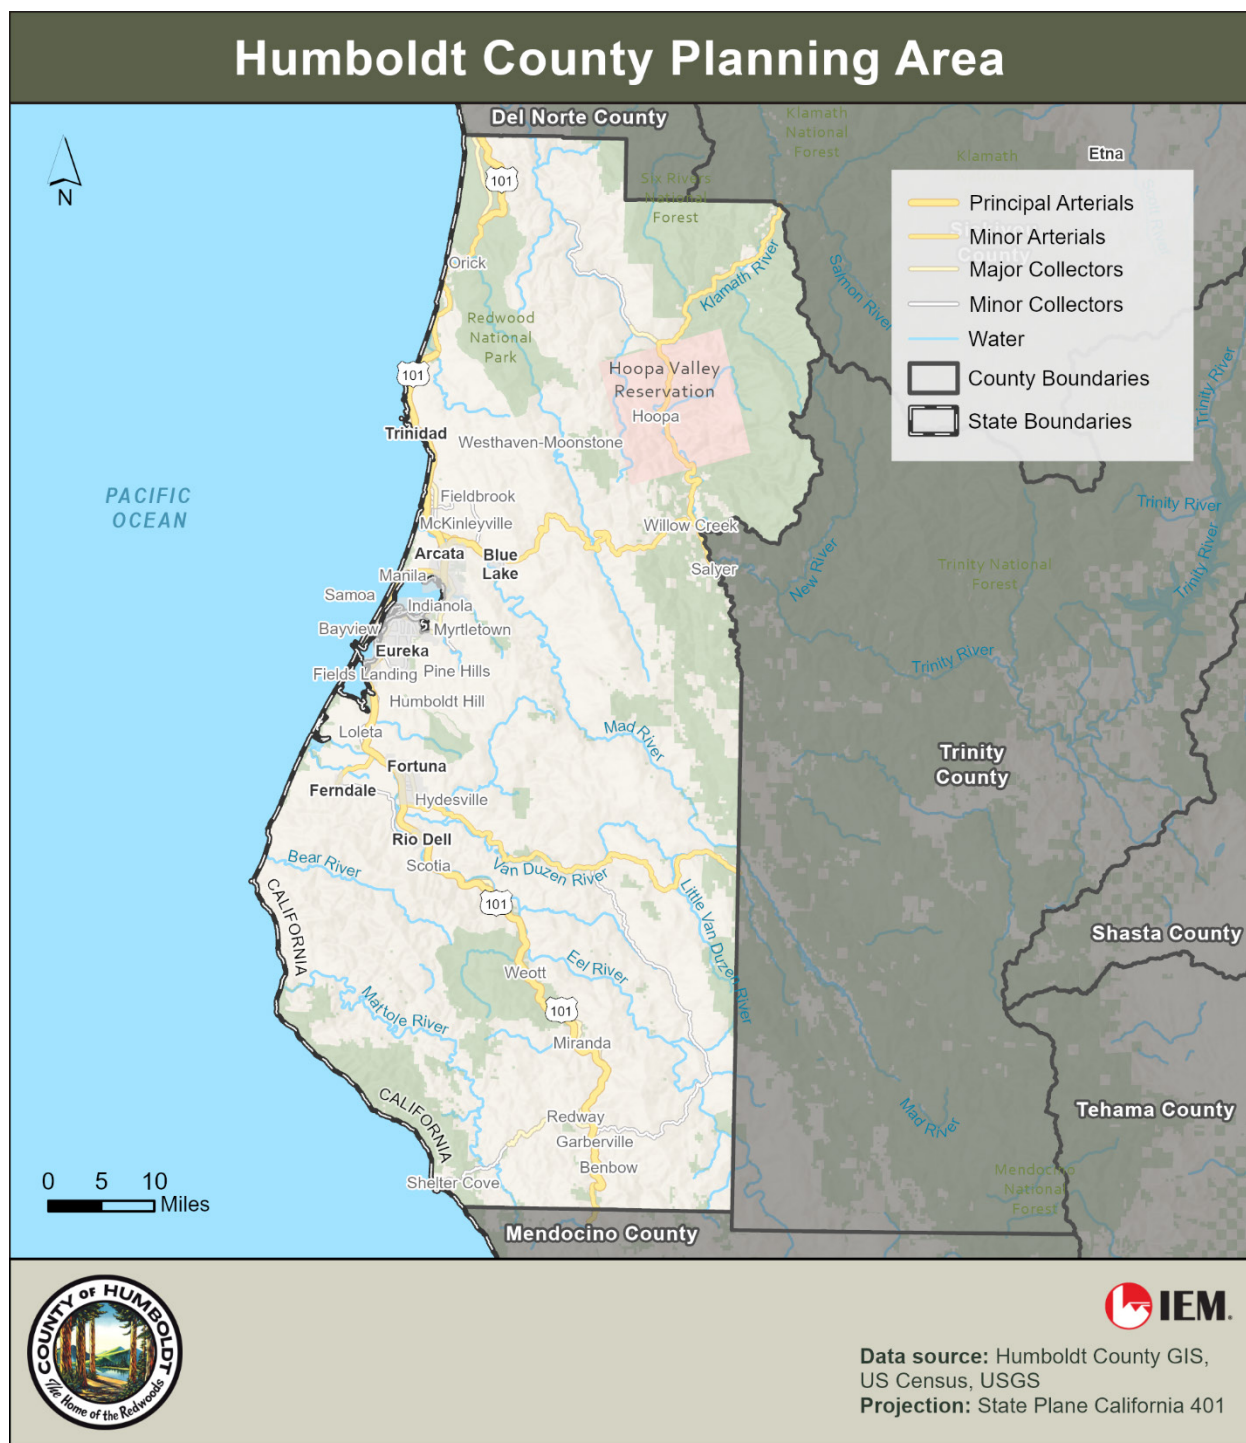 Humboldt County Planning Area
Del Norte County
Klamath
National
Forest
Klamath
Etna
N
101
Six Rivers
National
Forest
Principal Arterials
Minor Arterials
Major Collectors
Minor Collectors
Water
County Boundaries
State Boundaries
County
Orick
Klamath River
Salmon River
Redwood
National
Park
101
Hoopa Valley
Reservation
Hoopa
Trinity River
Trinidad
Westhaven-Moonstone
PACIFIC
OCEAN
Fieldbrook
McKinleyville
Willow Creek
Trinity River
Arcata
Blue
Lake
Salyer
New River
Trinity National
Forest
Trinity River
Manila
Samoa
Indianola
Bayview
Myrtletown
Eureka
Trinity River
Fields Landing
Pine Hills
Humboldt Hill
Loleta
Mad River
Trinity
County
Fortuna
Ferndale
Hydesville
Rio Dell
Scotia
Bear River
Van Duzen River
Little Van Duzen River
101
CALIFORNIA
Shasta County
Weott
Eel River
Mattole River
101
Miranda
CALIFORNIA
Mad River
Tehama County
Redway
Garberville
Benbow
Shelter Cove
Mendocino
National
Forest
0 5 10
Miles
Mendocino County
COUNTY OF HUMBOLDT
The Home of the Redwoods
IEM.
Data source: Humboldt County GIS,
US Census, USGS
Projection: State Plane California 401